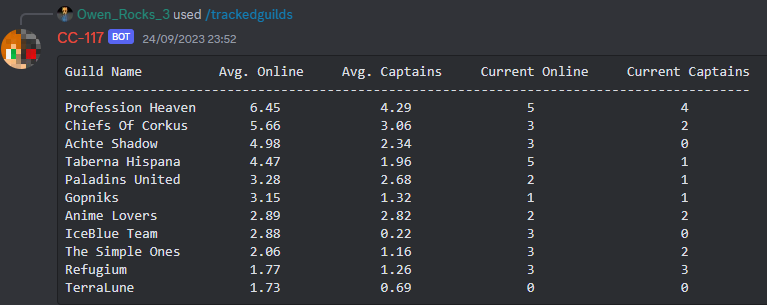 Owen_Rocks_3 used /trackedguilds
CC-117 BOT 24/09/2023 23:52
Guild Name Avg. Online Avg. Captains Current Online Current Captains
--------------------------------------------------------------------------------
Profession Heaven 6.45 4.29 5 4
Chiefs Of Corkus 5.66 3.06 3 2
Achte Shadow 4.98 2.34 3 0
Taberna Hispana 4.47 1.96 5 1
Paladins United 3.28 2.68 2 1
Gopniks 3.15 1.32 1 1
Anime Lovers 2.89 2.82 2 2
IceBlue Team 2.88 0.22 3 0
The Simple Ones 2.06 1.16 3 2
Refugium 1.77 1.26 3 3
TerraLune 1.73 0.69 0 0